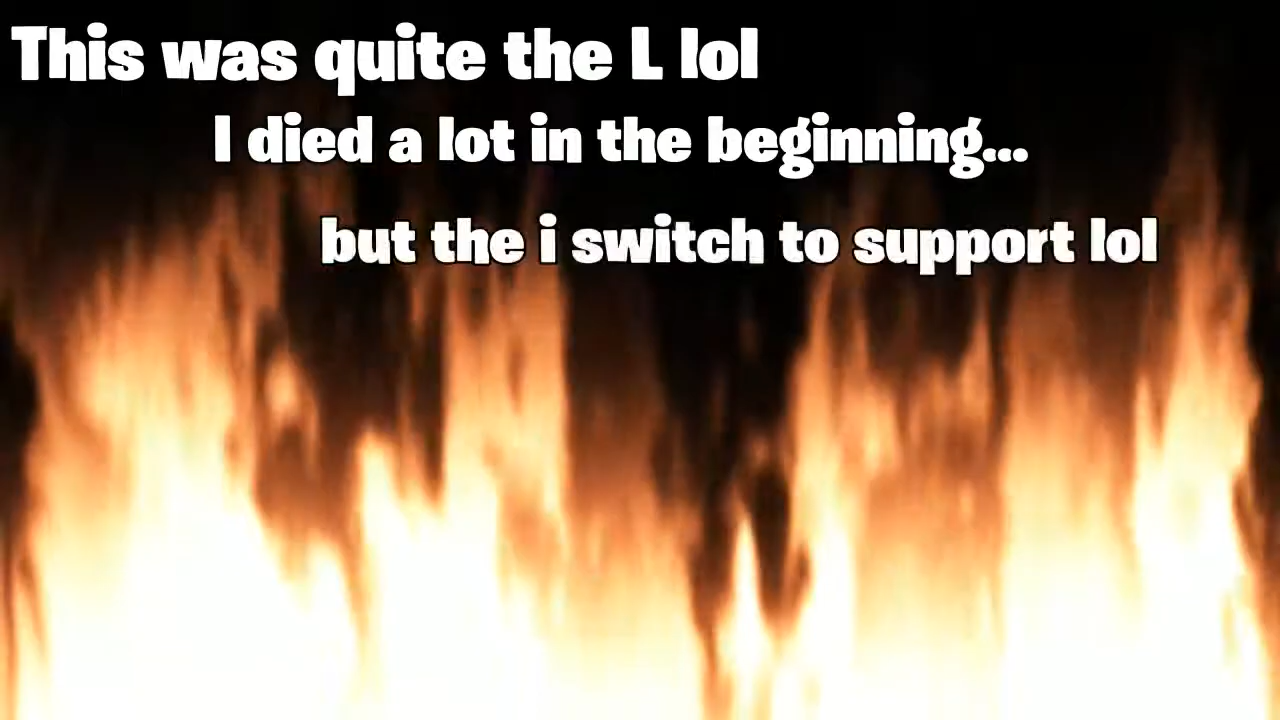 This was quite the L lol
I died a lot in the beginning...
but the i switch to support lol